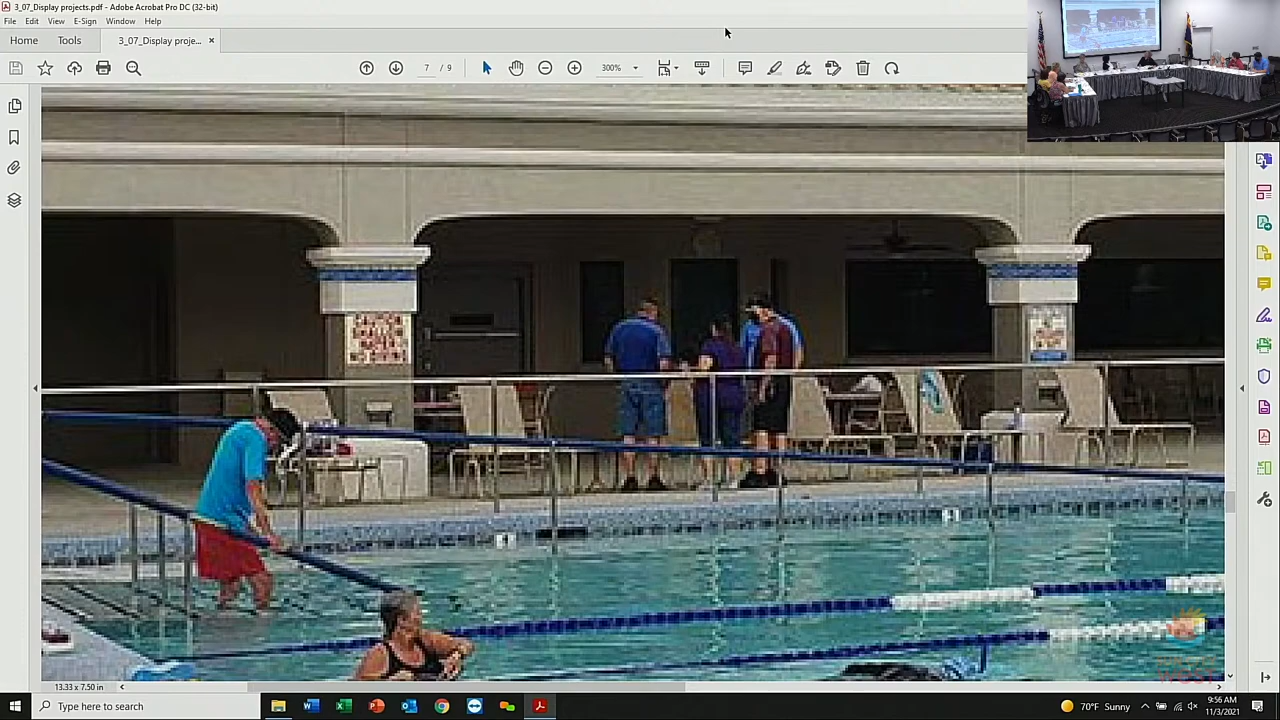 3_07_Display projects.pdf - Adobe Acrobat Pro DC (32-bit)
File Edit View E-Sign Window Help
Home Tools 3_07_Display proje... ×
7 / 9 300%
WEST
13.33 x 7.50 in
Type here to search
70°F Sunny
9:56 AM
11/3/2021